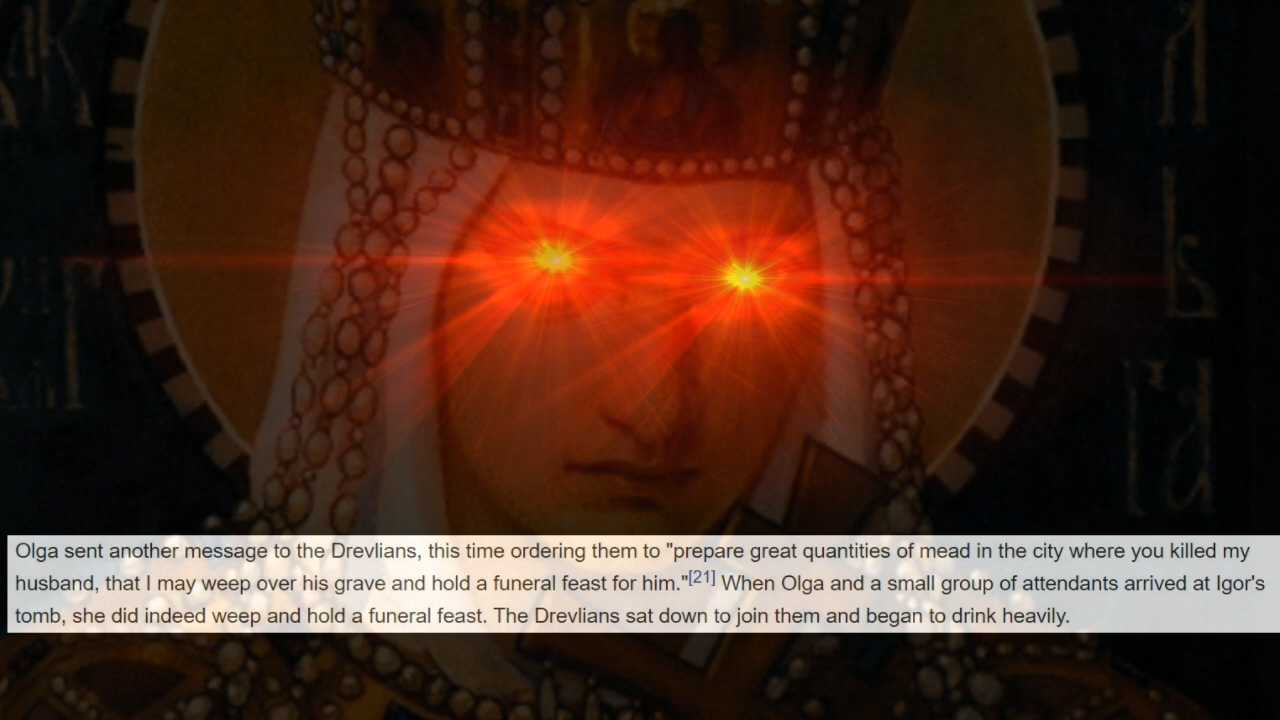 Olga sent another message to the Drevlians, this time ordering them to "prepare great quantities of mead in the city where you killed my
husband, that I may weep over his grave and hold a funeral feast for him."[21] When Olga and a small group of attendants arrived at Igor's
tomb, she did indeed weep and hold a funeral feast. The Drevlians sat down to join them and began to drink heavily.